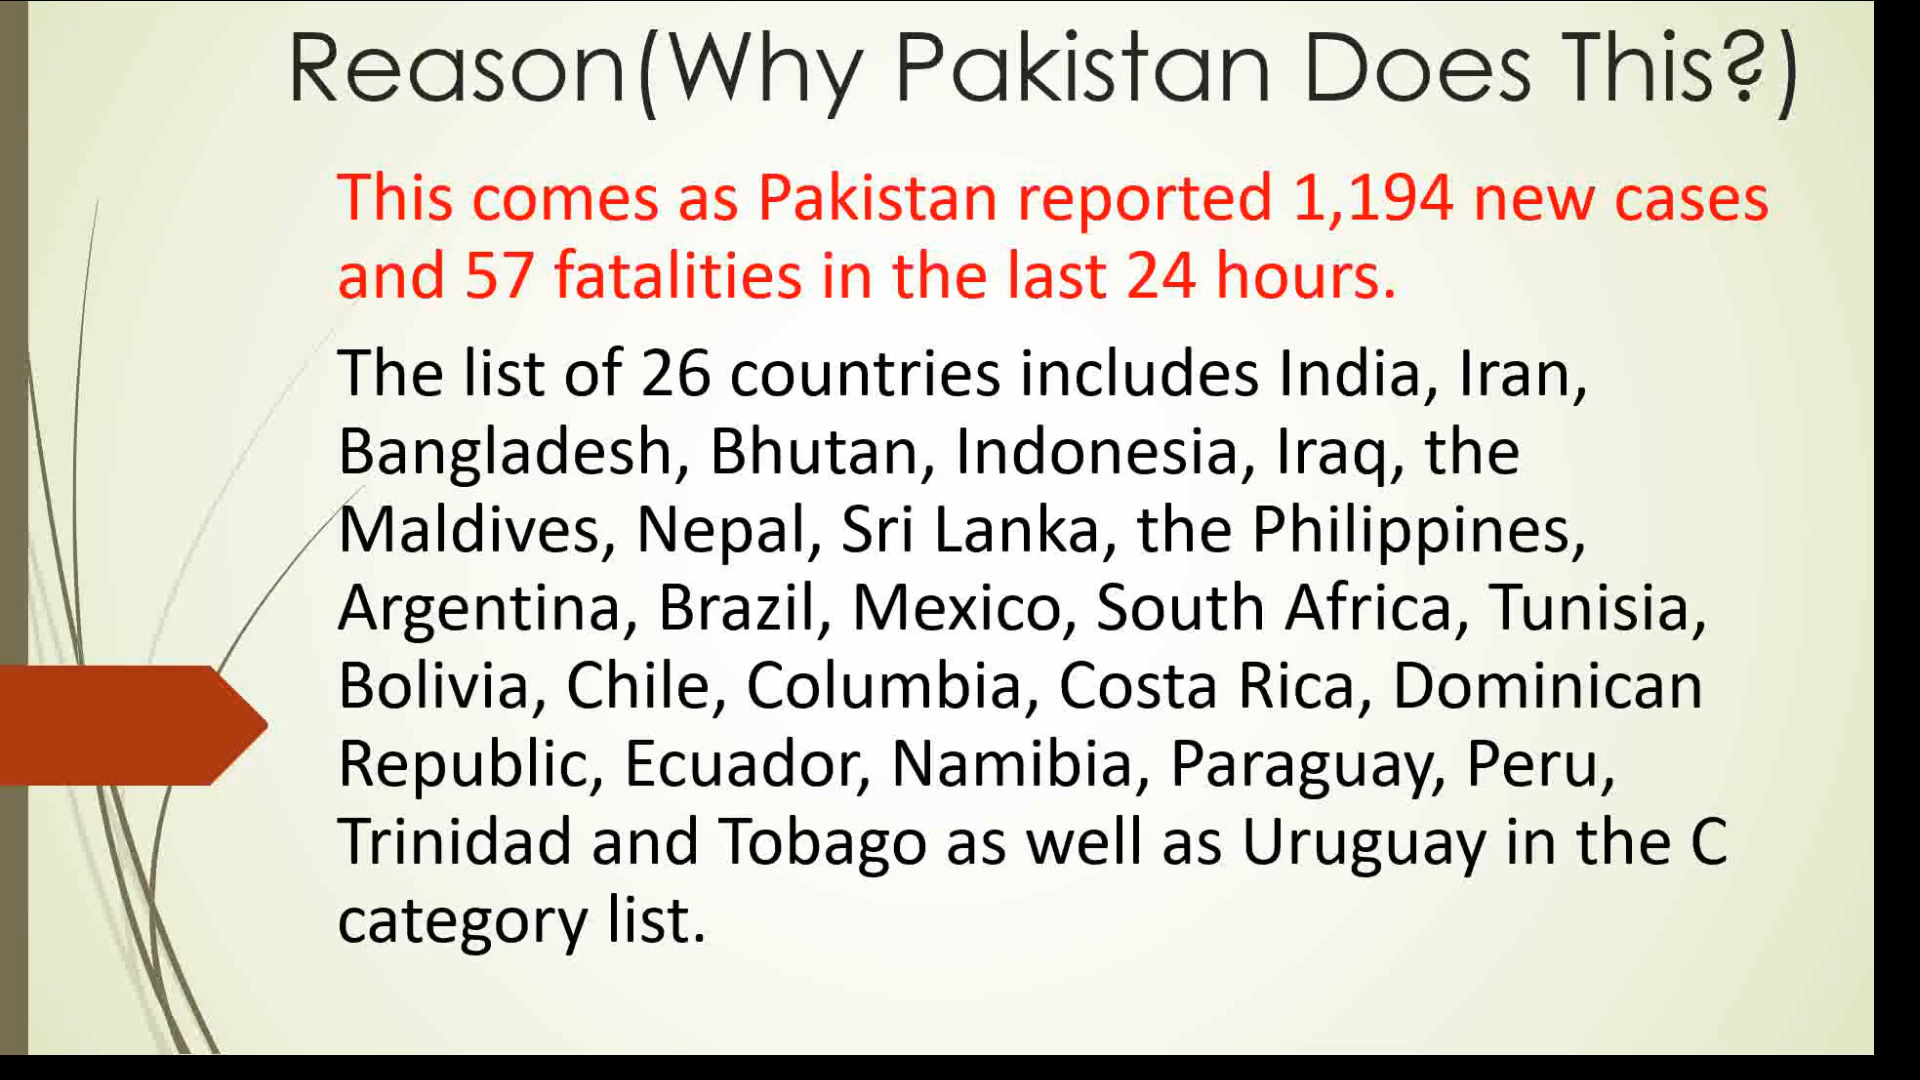 Reason(Why Pakistan Does This?)
This comes as Pakistan reported 1,194 new cases
and 57 fatalities in the last 24 hours.
The list of 26 countries includes India, Iran,
Bangladesh, Bhutan, Indonesia, Iraq, the
Maldives, Nepal, Sri Lanka, the Philippines,
Argentina, Brazil, Mexico, South Africa, Tunisia,
Bolivia, Chile, Columbia, Costa Rica, Dominican
Republic, Ecuador, Namibia, Paraguay, Peru,
Trinidad and Tobago as well as Uruguay in the C
category list.